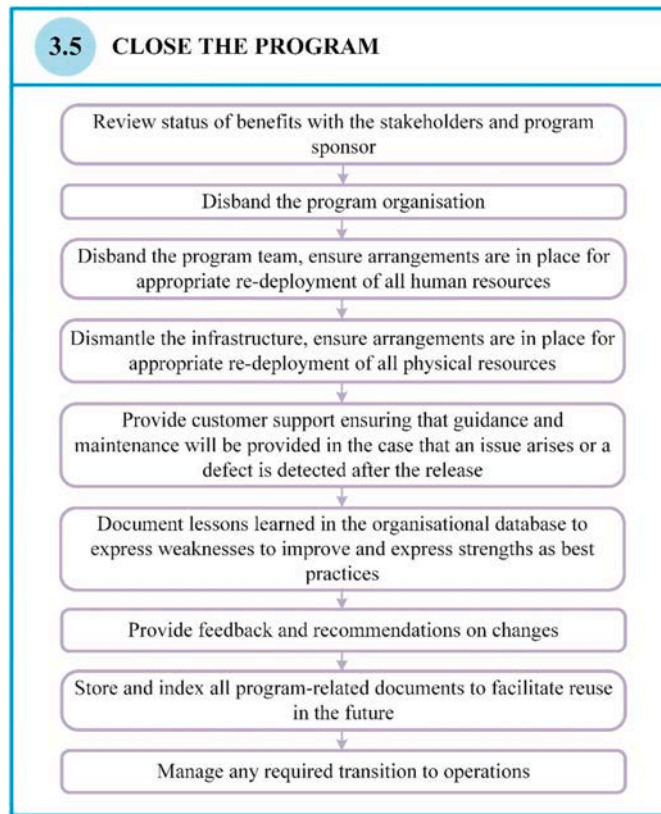 3.5 CLOSE THE PROGRAM
Review status of benefits with the stakeholders and program
sponsor
Disband the program organisation
Disband the program team, ensure arrangements are in place for
appropriate re-deployment of all human resources
Dismantle the infrastructure, ensure arrangements are in place for
appropriate re-deployment of all physical resources
Provide customer support ensuring that guidance and
maintenance will be provided in the case that an issue arises or a
defect is detected after the release
Document lessons learned in the organisational database to
express weaknesses to improve and express strengths as best
practices
Provide feedback and recommendations on changes
Store and index all program-related documents to facilitate reuse
in the future
Manage any required transition to operations